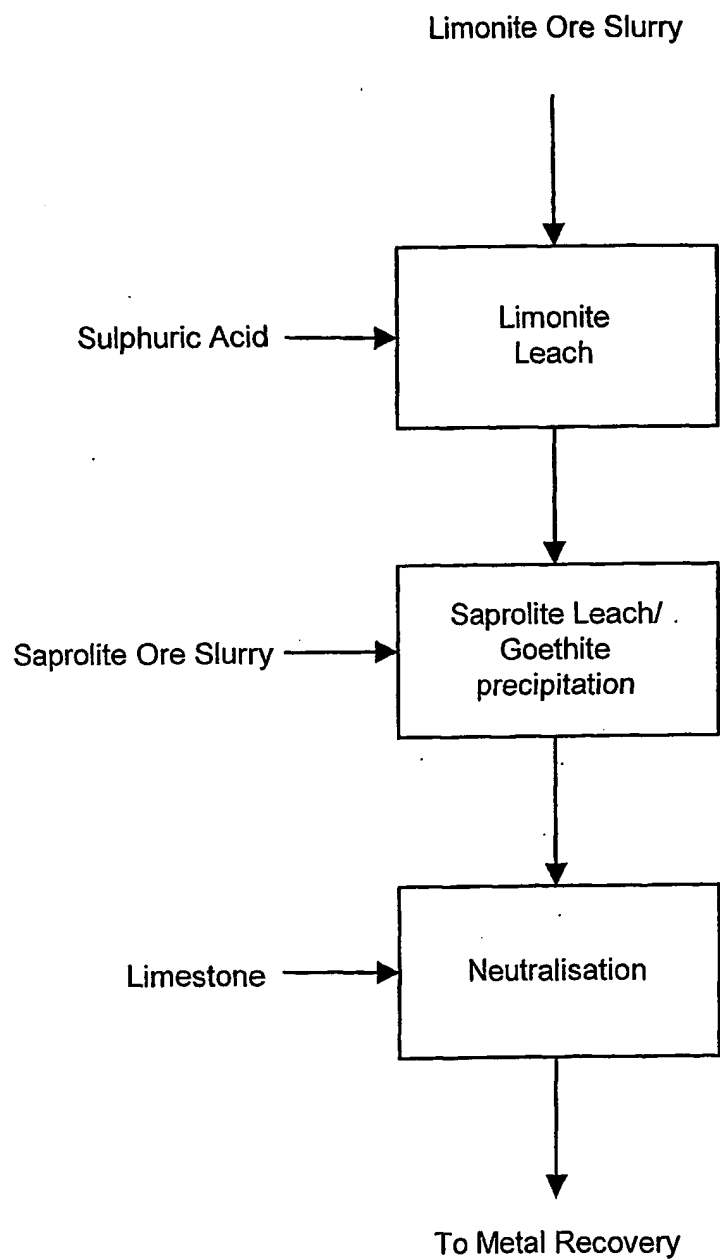 Limonite Ore Slurry
Sulphuric Acid
Limonite
Leach
Saprolite Ore Slurry
Saprolite Leach/
Goethite
precipitation
Limestone
Neutralisation
To Metal Recovery